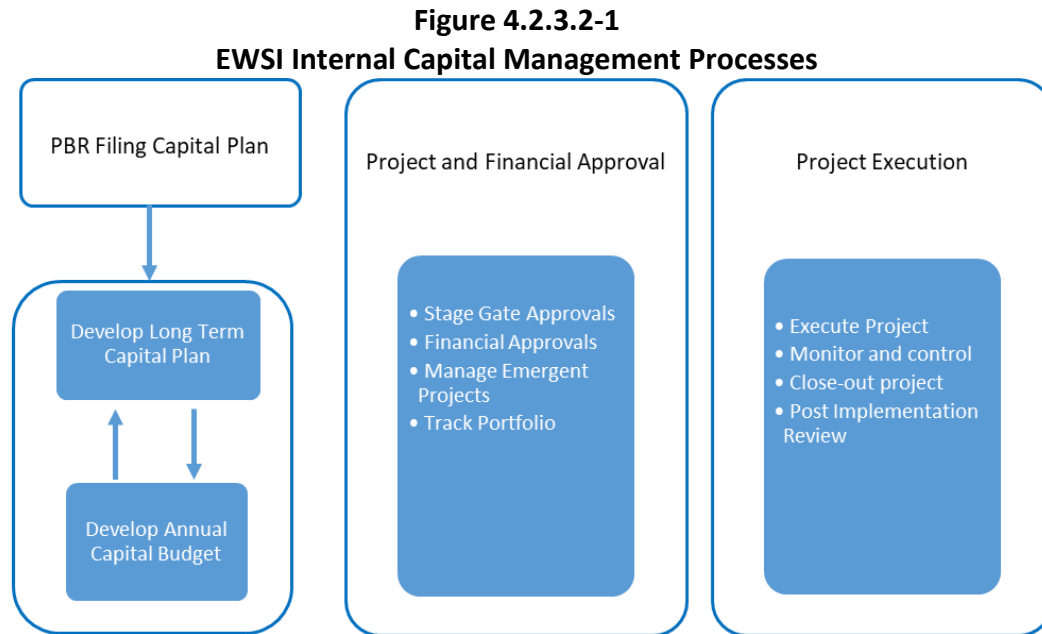 Figure 4.2.3.2-1
EWSI Internal Capital Management Processes
PBR Filing Capital Plan
Develop Long Term
Capital Plan
Develop Annual
Capital Budget
Project and Financial Approval
• Stage Gate Approvals
• Financial Approvals
• Manage Emergent
Projects
• Track Portfolio
Project Execution
• Execute Project
• Monitor and control
• Close-out project
• Post Implementation
Review